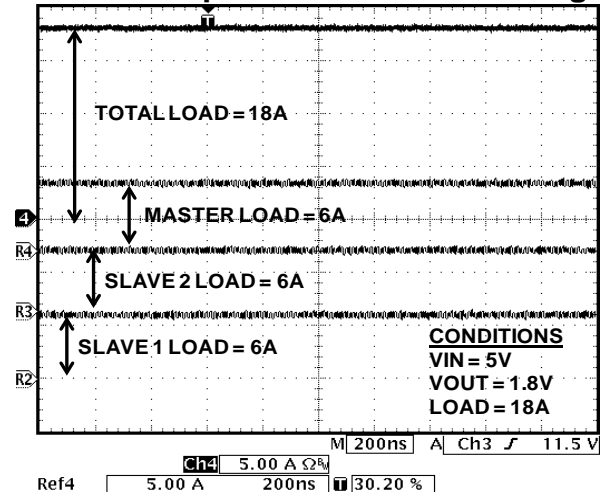 T
TOTAL LOAD = 18A
4
MASTER LOAD = 6A
R4
SLAVE 2 LOAD = 6A
R3
SLAVE 1 LOAD = 6A
R2
CONDITIONS
VIN = 5V
VOUT = 1.8V
LOAD = 18A
M 200ns A Ch3 ∫ 11.5 V
Ch4 5.00 A ΩBW
Ref4 5.00 A 200ns T 30.20 %